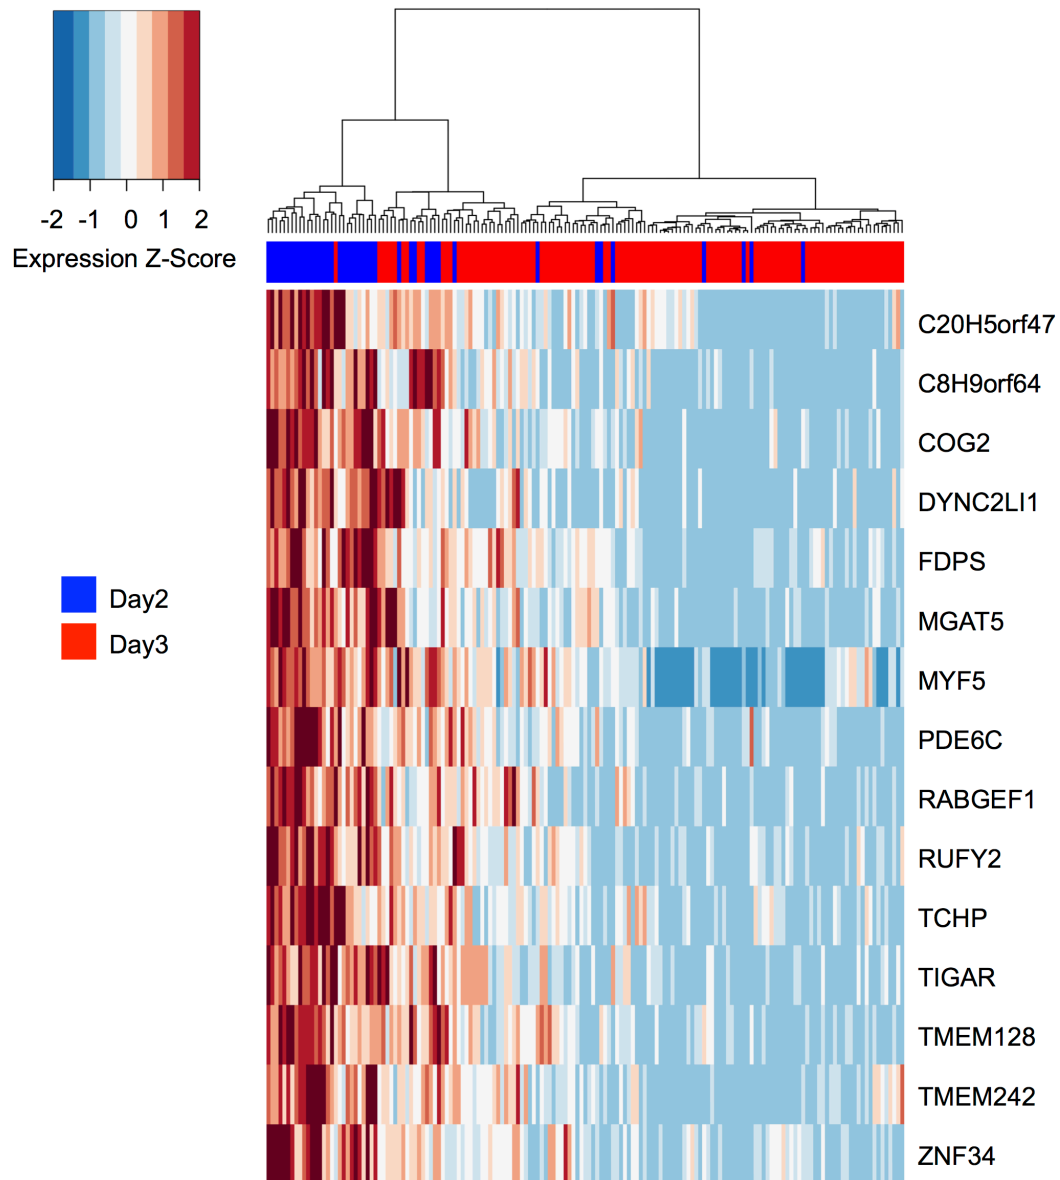 -2 -1 0 1 2
Expression Z-Score
C20H5orf47
C8H9orf64
COG2
DYNC2LI1
FDPS
Day2
Day3
MGAT5
MYF5
PDE6C
RABGEF1
RUFY2
TCHP
TIGAR
TMEM128
TMEM242
ZNF34